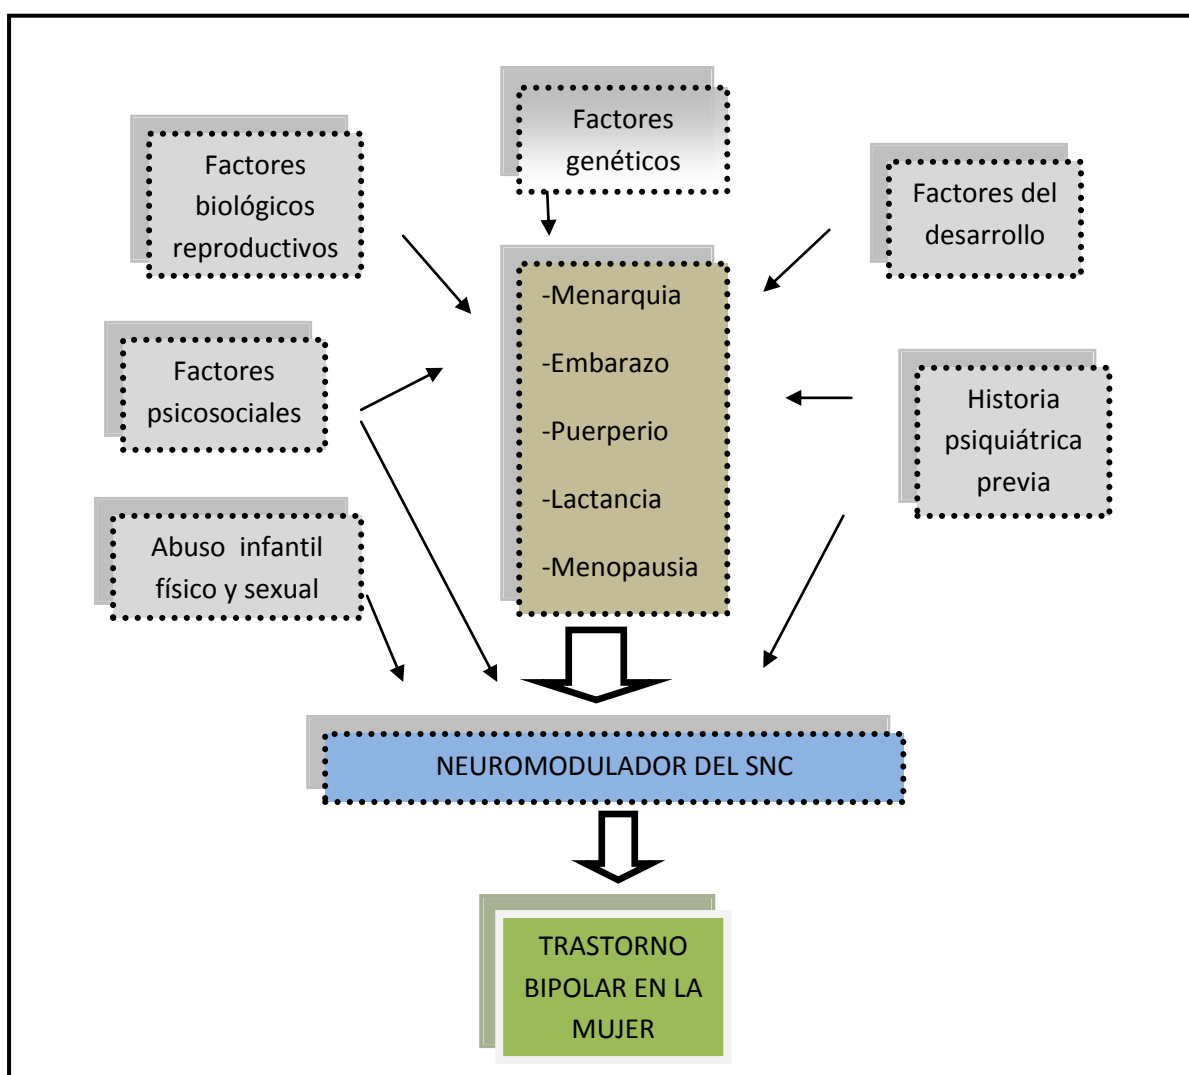 Factores
genéticos
Factores
biológicos
reproductivos
Factores del
desarrollo
-Menarquia
-Embarazo
-Puerperio
-Lactancia
-Menopausia
Factores
psicosociales
Historia
psiquiátrica
previa
Abuso infantil
físico y sexual
NEUROMODULADOR DEL SNC
TRASTORNO
BIPOLAR EN LA
MUJER